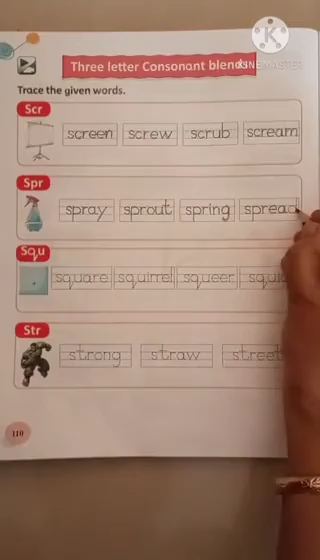 KINEMASTER
Three letter Consonant blends
Trace the given words.
Scr
screen screw scrub scream
Spr
spray sprout spring spread
Squ
square squirrel squeer
Str
strong straw street
110